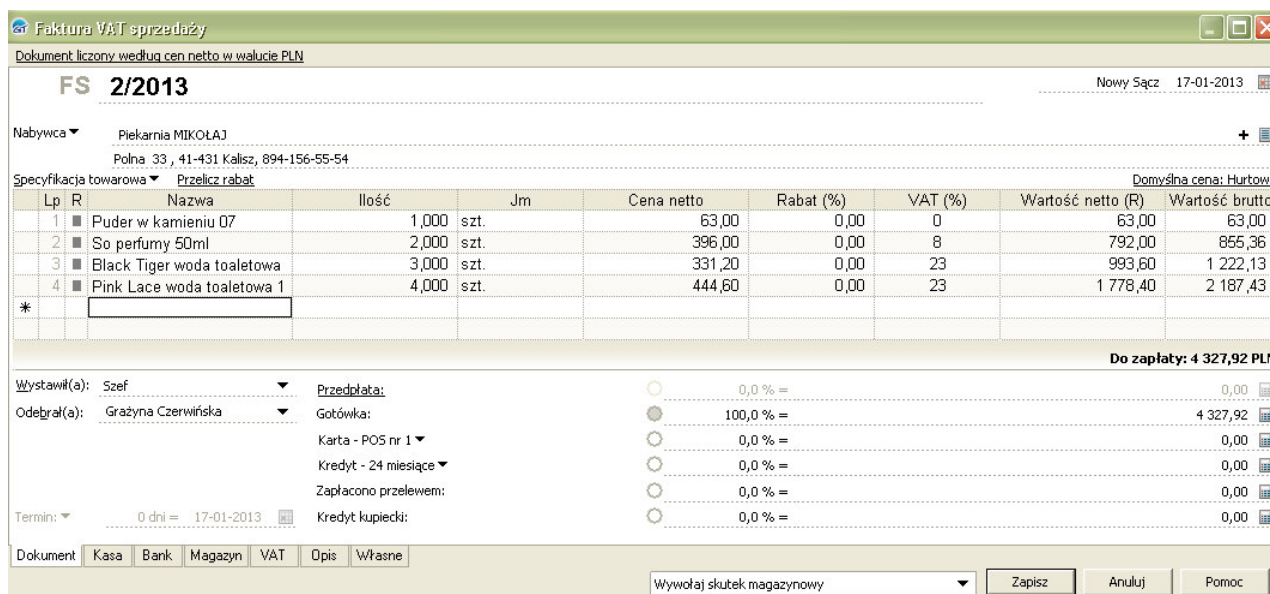 Faktura VAT sprzedaży
Dokument liczony według cen netto w walucie PLN
FS 2/2013 Nowy Sącz 17-01-2013
Nabywca Piekarnia MIKOŁAJ
Polna 33 , 41-431 Kalisz, 894-156-55-54
Specyfikacja towarowa Przelicz rabat Domyślna cena: Hurtow
Lp R Nazwa Ilość Jm Cena netto Rabat (%) VAT (%) Wartość netto (R) Wartość brutto
1 Puder w kamieniu 07 1,000 szt. 63,00 0,00 0 63,00 63,00
2 So perfumy 50ml 2,000 szt. 396,00 0,00 8 792,00 855,36
3 Black Tiger woda toaletowa 3,000 szt. 331,20 0,00 23 993,60 1 222,13
4 Pink Lace woda toaletowa 1 4,000 szt. 444,60 0,00 23 1 778,40 2 187,43
*
Do zapłaty: 4 327,92 PLN
Wystawił(a): Szef Przedpłata: 0,0 % = 0,00
Odebrał(a): Grażyna Czerwińska Gotówka: 100,0 % = 4 327,92
Karta - POS nr 1 0,0 % = 0,00
Kredyt - 24 miesiące 0,0 % = 0,00
Zapłacono przelewem: 0,0 % = 0,00
Termin: 0 dni = 17-01-2013 Kredyt kupiecki: 0,0 % = 0,00
Dokument Kasa Bank Magazyn VAT Opis Własne
Wywołaj skutek magazynowy Zapisz Anuluj Pomoc